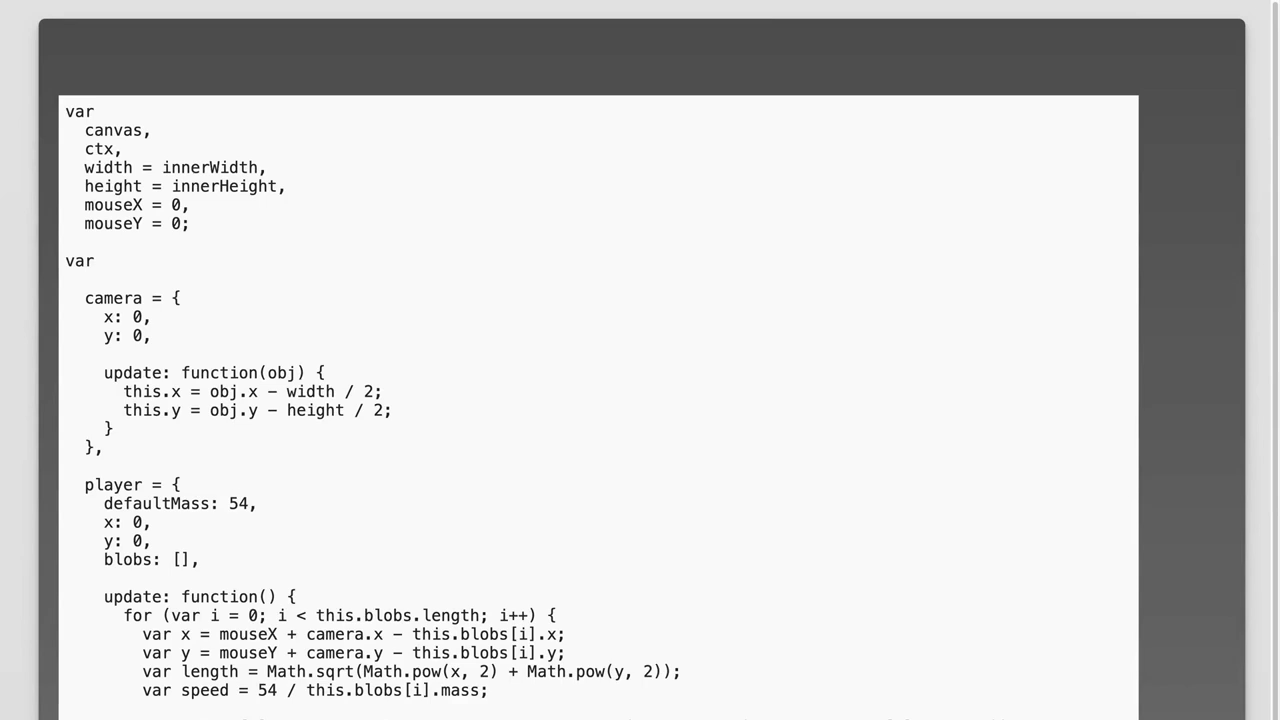 var
  canvas,
  ctx,
  width = innerWidth,
  height = innerHeight,
  mouseX = 0,
  mouseY = 0;
var
  camera = {
    x: 0,
    y: 0,
    update: function(obj) {
      this.x = obj.x - width / 2;
      this.y = obj.y - height / 2;
    }
  },
  player = {
    defaultMass: 54,
    x: 0,
    y: 0,
    blobs: [],
    update: function() {
      for (var i = 0; i < this.blobs.length; i++) {
        var x = mouseX + camera.x - this.blobs[i].x;
        var y = mouseY + camera.y - this.blobs[i].y;
        var length = Math.sqrt(Math.pow(x, 2) + Math.pow(y, 2));
        var speed = 54 / this.blobs[i].mass;